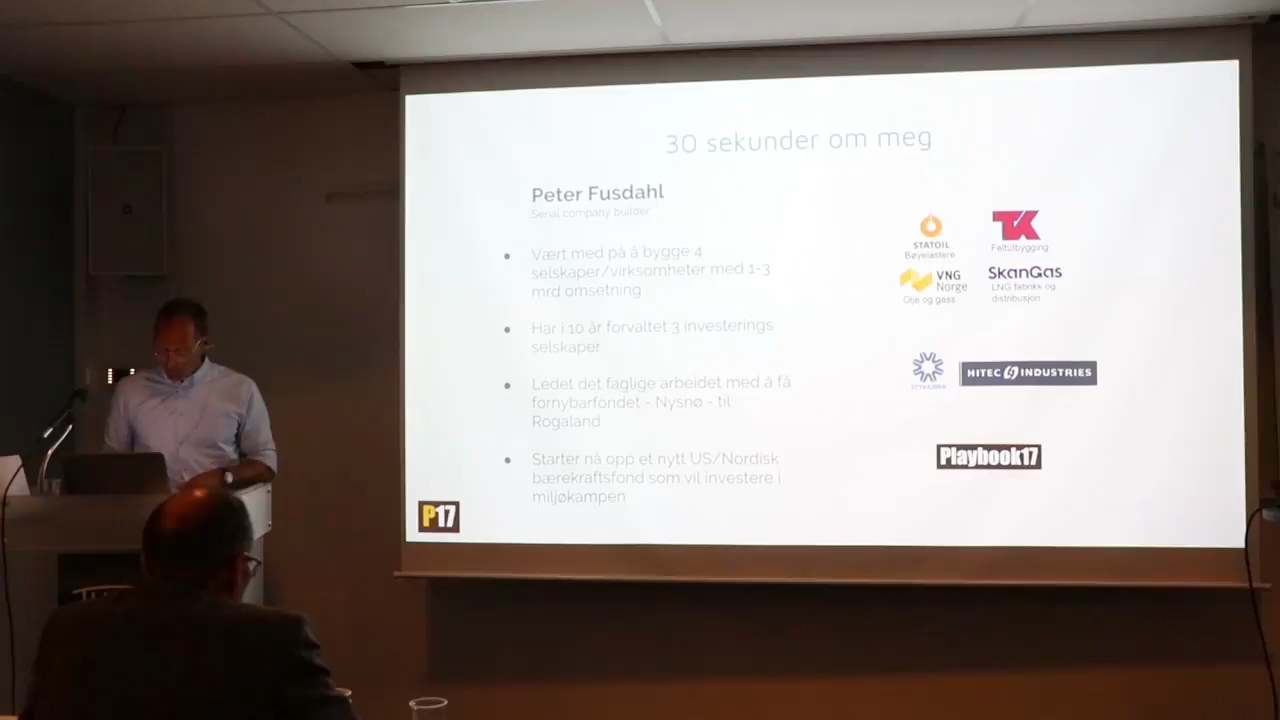 30 sekunder om meg
Peter Fusdahl
Serial company builder
Vært med på å bygge 4
selskaper/virksomheter med 1-3
mrd omsetning
Har i 10 år forvaltet 3 investerings
selskaper
Ledet det faglige arbeidet med å få
fornybarfondet - Nysnø - til
Rogaland
Starter nå opp et nytt US/Nordisk
bærekraftsfond som vil investere i
miljøkampen
STATOIL
Bøyelastere
TK
Feltutbygging
VNG
Norge
Olje og gass
SkanGas
LNG fabrikk og
distribusjon
HITEC INDUSTRIES
Playbook17
P17